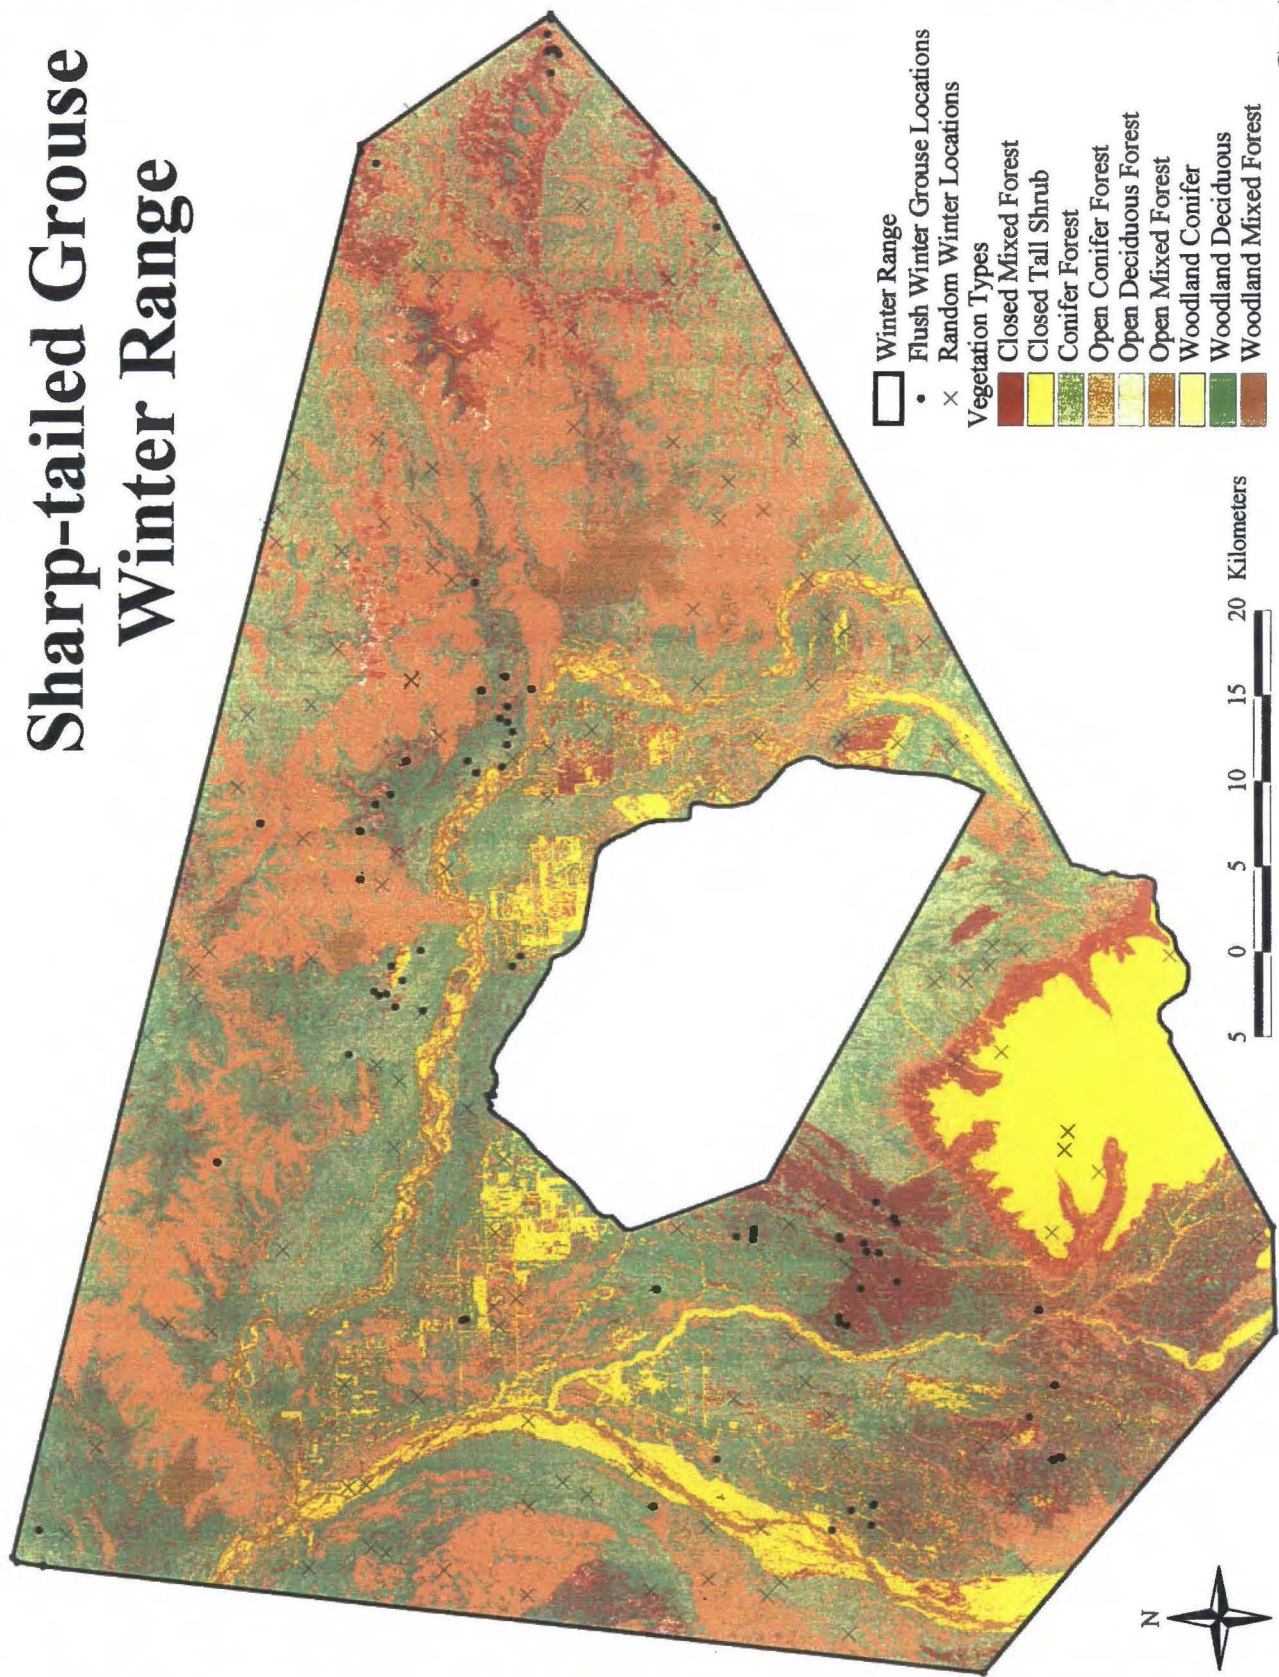 Sharp-tailed Grouse
Winter Range
Winter Range
Flush Winter Grouse Locations
Random Winter Locations
Vegetation Types
Closed Mixed Forest
Closed Tall Shrub
Conifer Forest
Open Conifer Forest
Open Deciduous Forest
Open Mixed Forest
Woodland Conifer
Woodland Deciduous
Woodland Mixed Forest
5 0 5 10 15 20 Kilometers
N